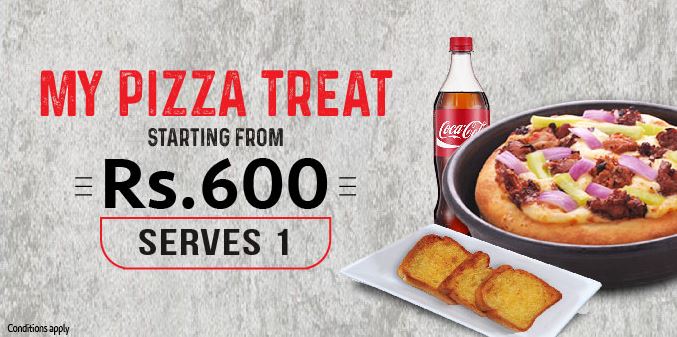 MY PIZZA TREAT
STARTING FROM
Rs.600
SERVES 1
Coca-Cola
Conditions apply